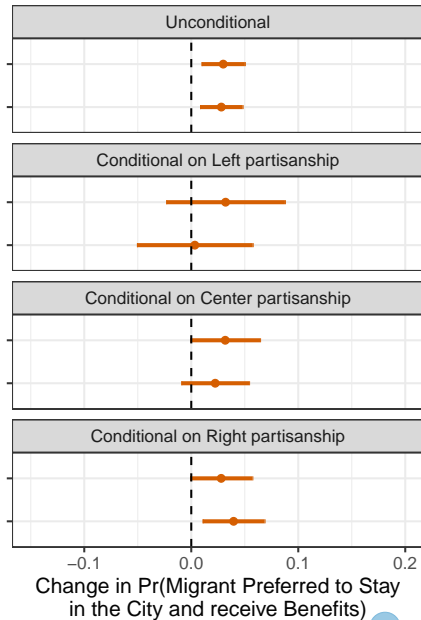 Unconditional
Conditional on Left partisanship
Conditional on Center partisanship
Conditional on Right partisanship
−0.1 0.0 0.1 0.2
Change in Pr(Migrant Preferred to Stay
in the City and receive Benefits)